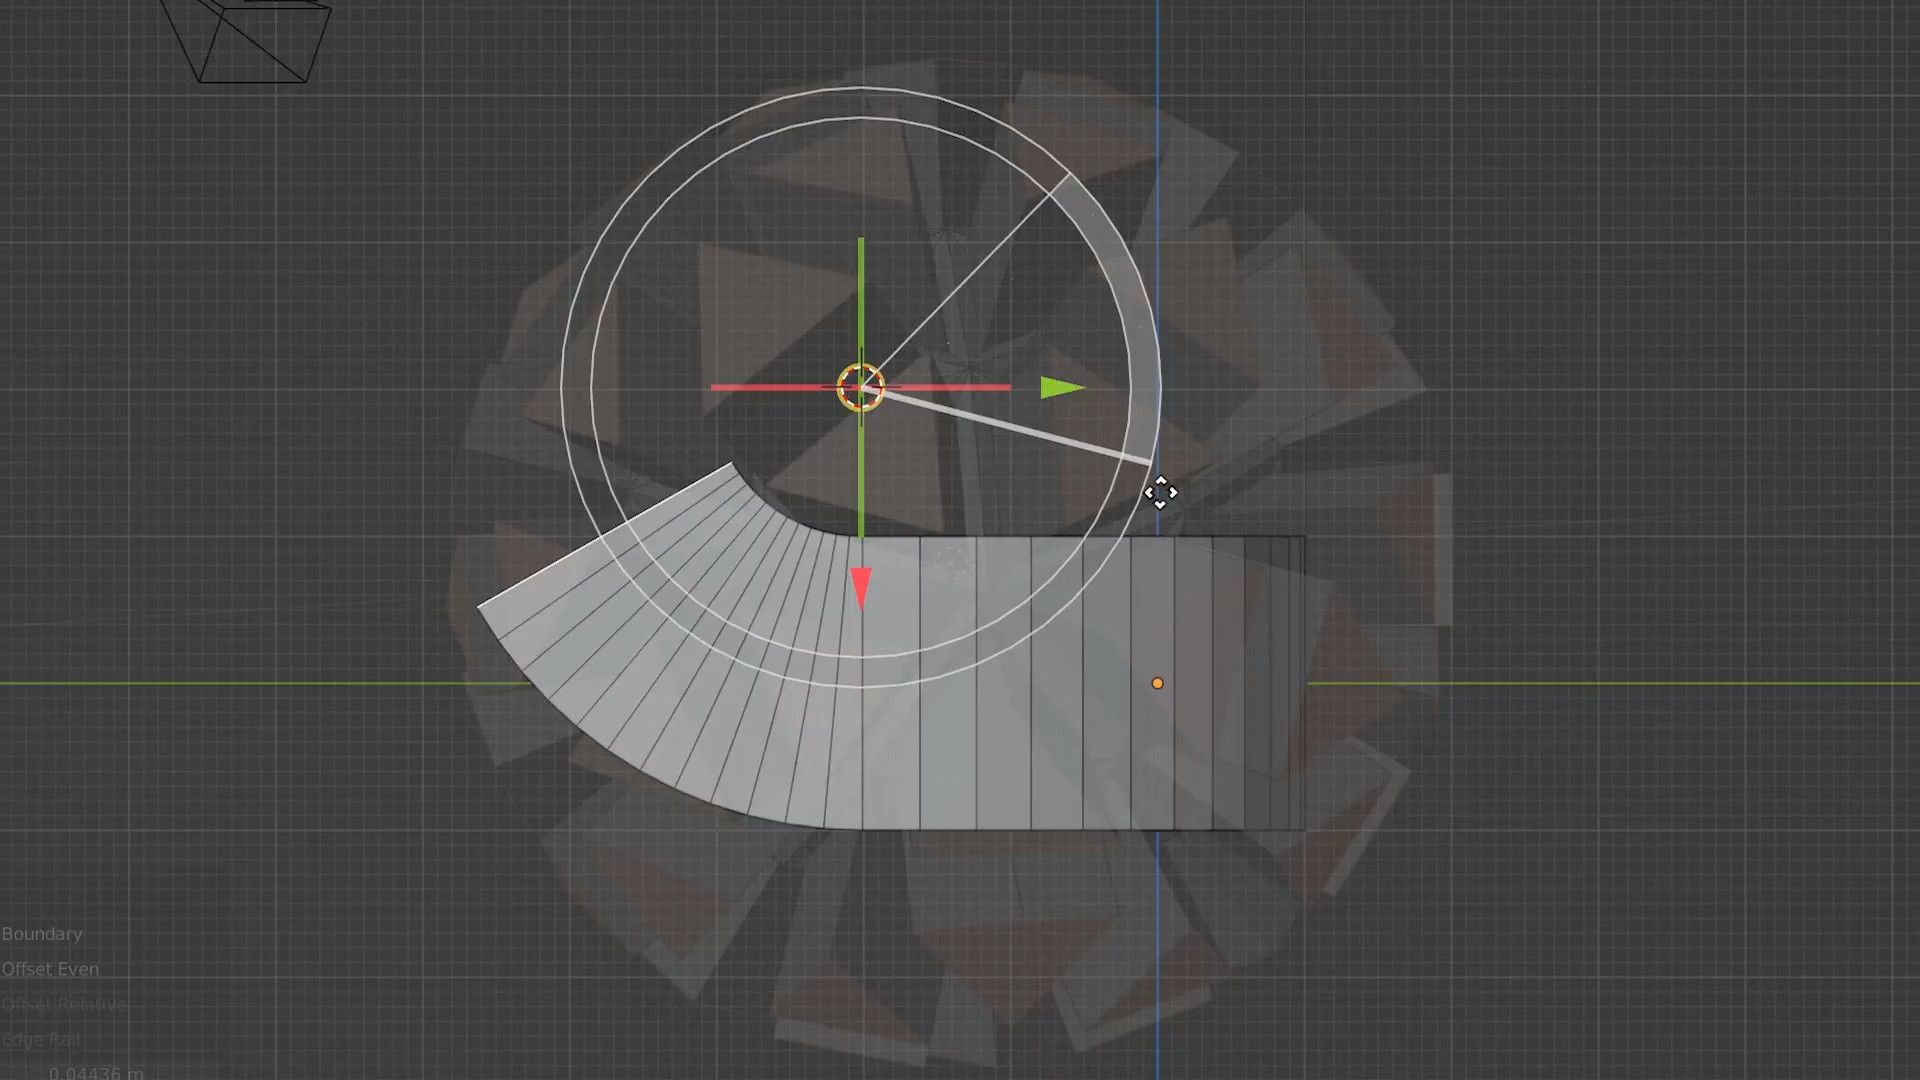 Boundary
Offset Even
Offset Relative
Edge Rail
0.04436 m